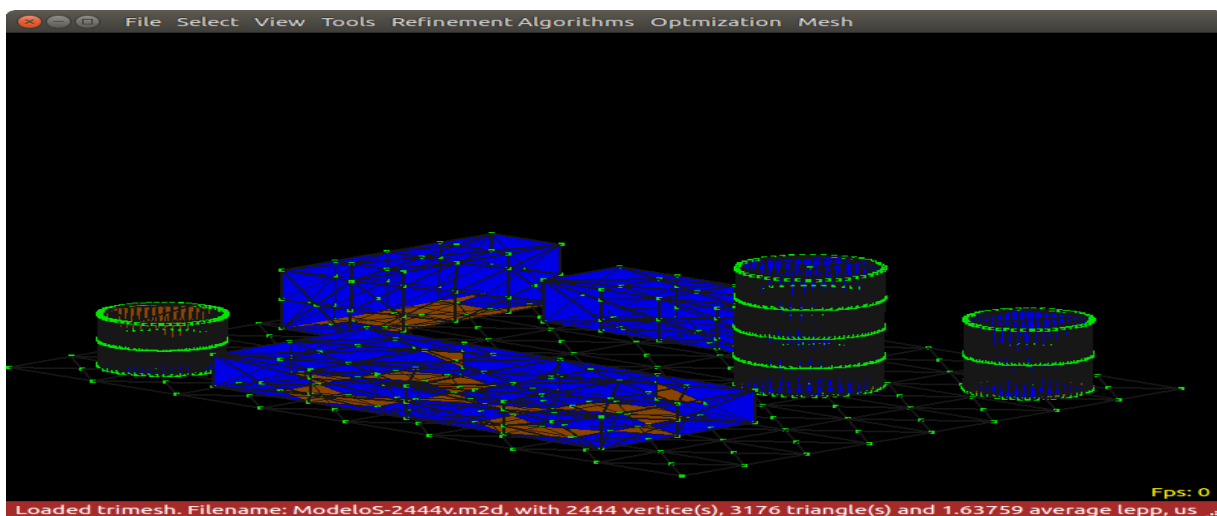 File Select View Tools Refinement Algorithms Optmization Mesh
Fps: 0
Loaded trimesh. Filename: ModeloS-2444v.m2d, with 2444 vertice(s), 3176 triangle(s) and 1.63759 average lepp, us